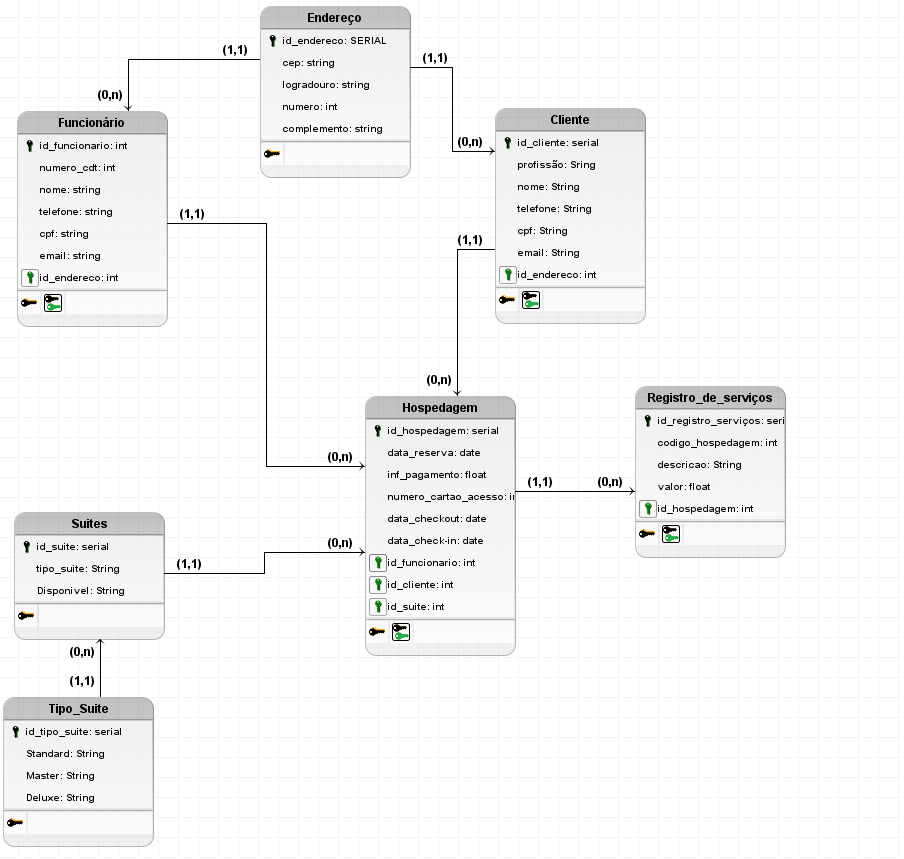 Endereço
id_endereco: SERIAL
cep: string
logradouro: string
numero: int
complemento: string
(1,1)
(1,1)
(0,n)
(0,n)
Funcionário
id_funcionario: int
numero_cdt: int
nome: string
telefone: string
cpf: string
email: string
id_endereco: int
Cliente
id_cliente: serial
profissão: Sring
nome: String
telefone: String
cpf: String
email: String
id_endereco: int
(1,1)
(1,1)
(0,n)
(0,n)
Hospedagem
id_hospedagem: serial
data_reserva: date
inf_pagamento: float
numero_cartao_acesso: in
data_checkout: date
data_check-in: date
id_funcionario: int
id_cliente: int
id_suite: int
(1,1)
(0,n)
Registro_de_serviços
id_registro_serviços: seri
codigo_hospedagem: int
descricao: String
valor: float
id_hospedagem: int
Suites
id_suite: serial
tipo_suite: String
Disponivel: String
(1,1)
(0,n)
(0,n)
(1,1)
Tipo_Suite
id_tipo_suite: serial
Standard: String
Master: String
Deluxe: String